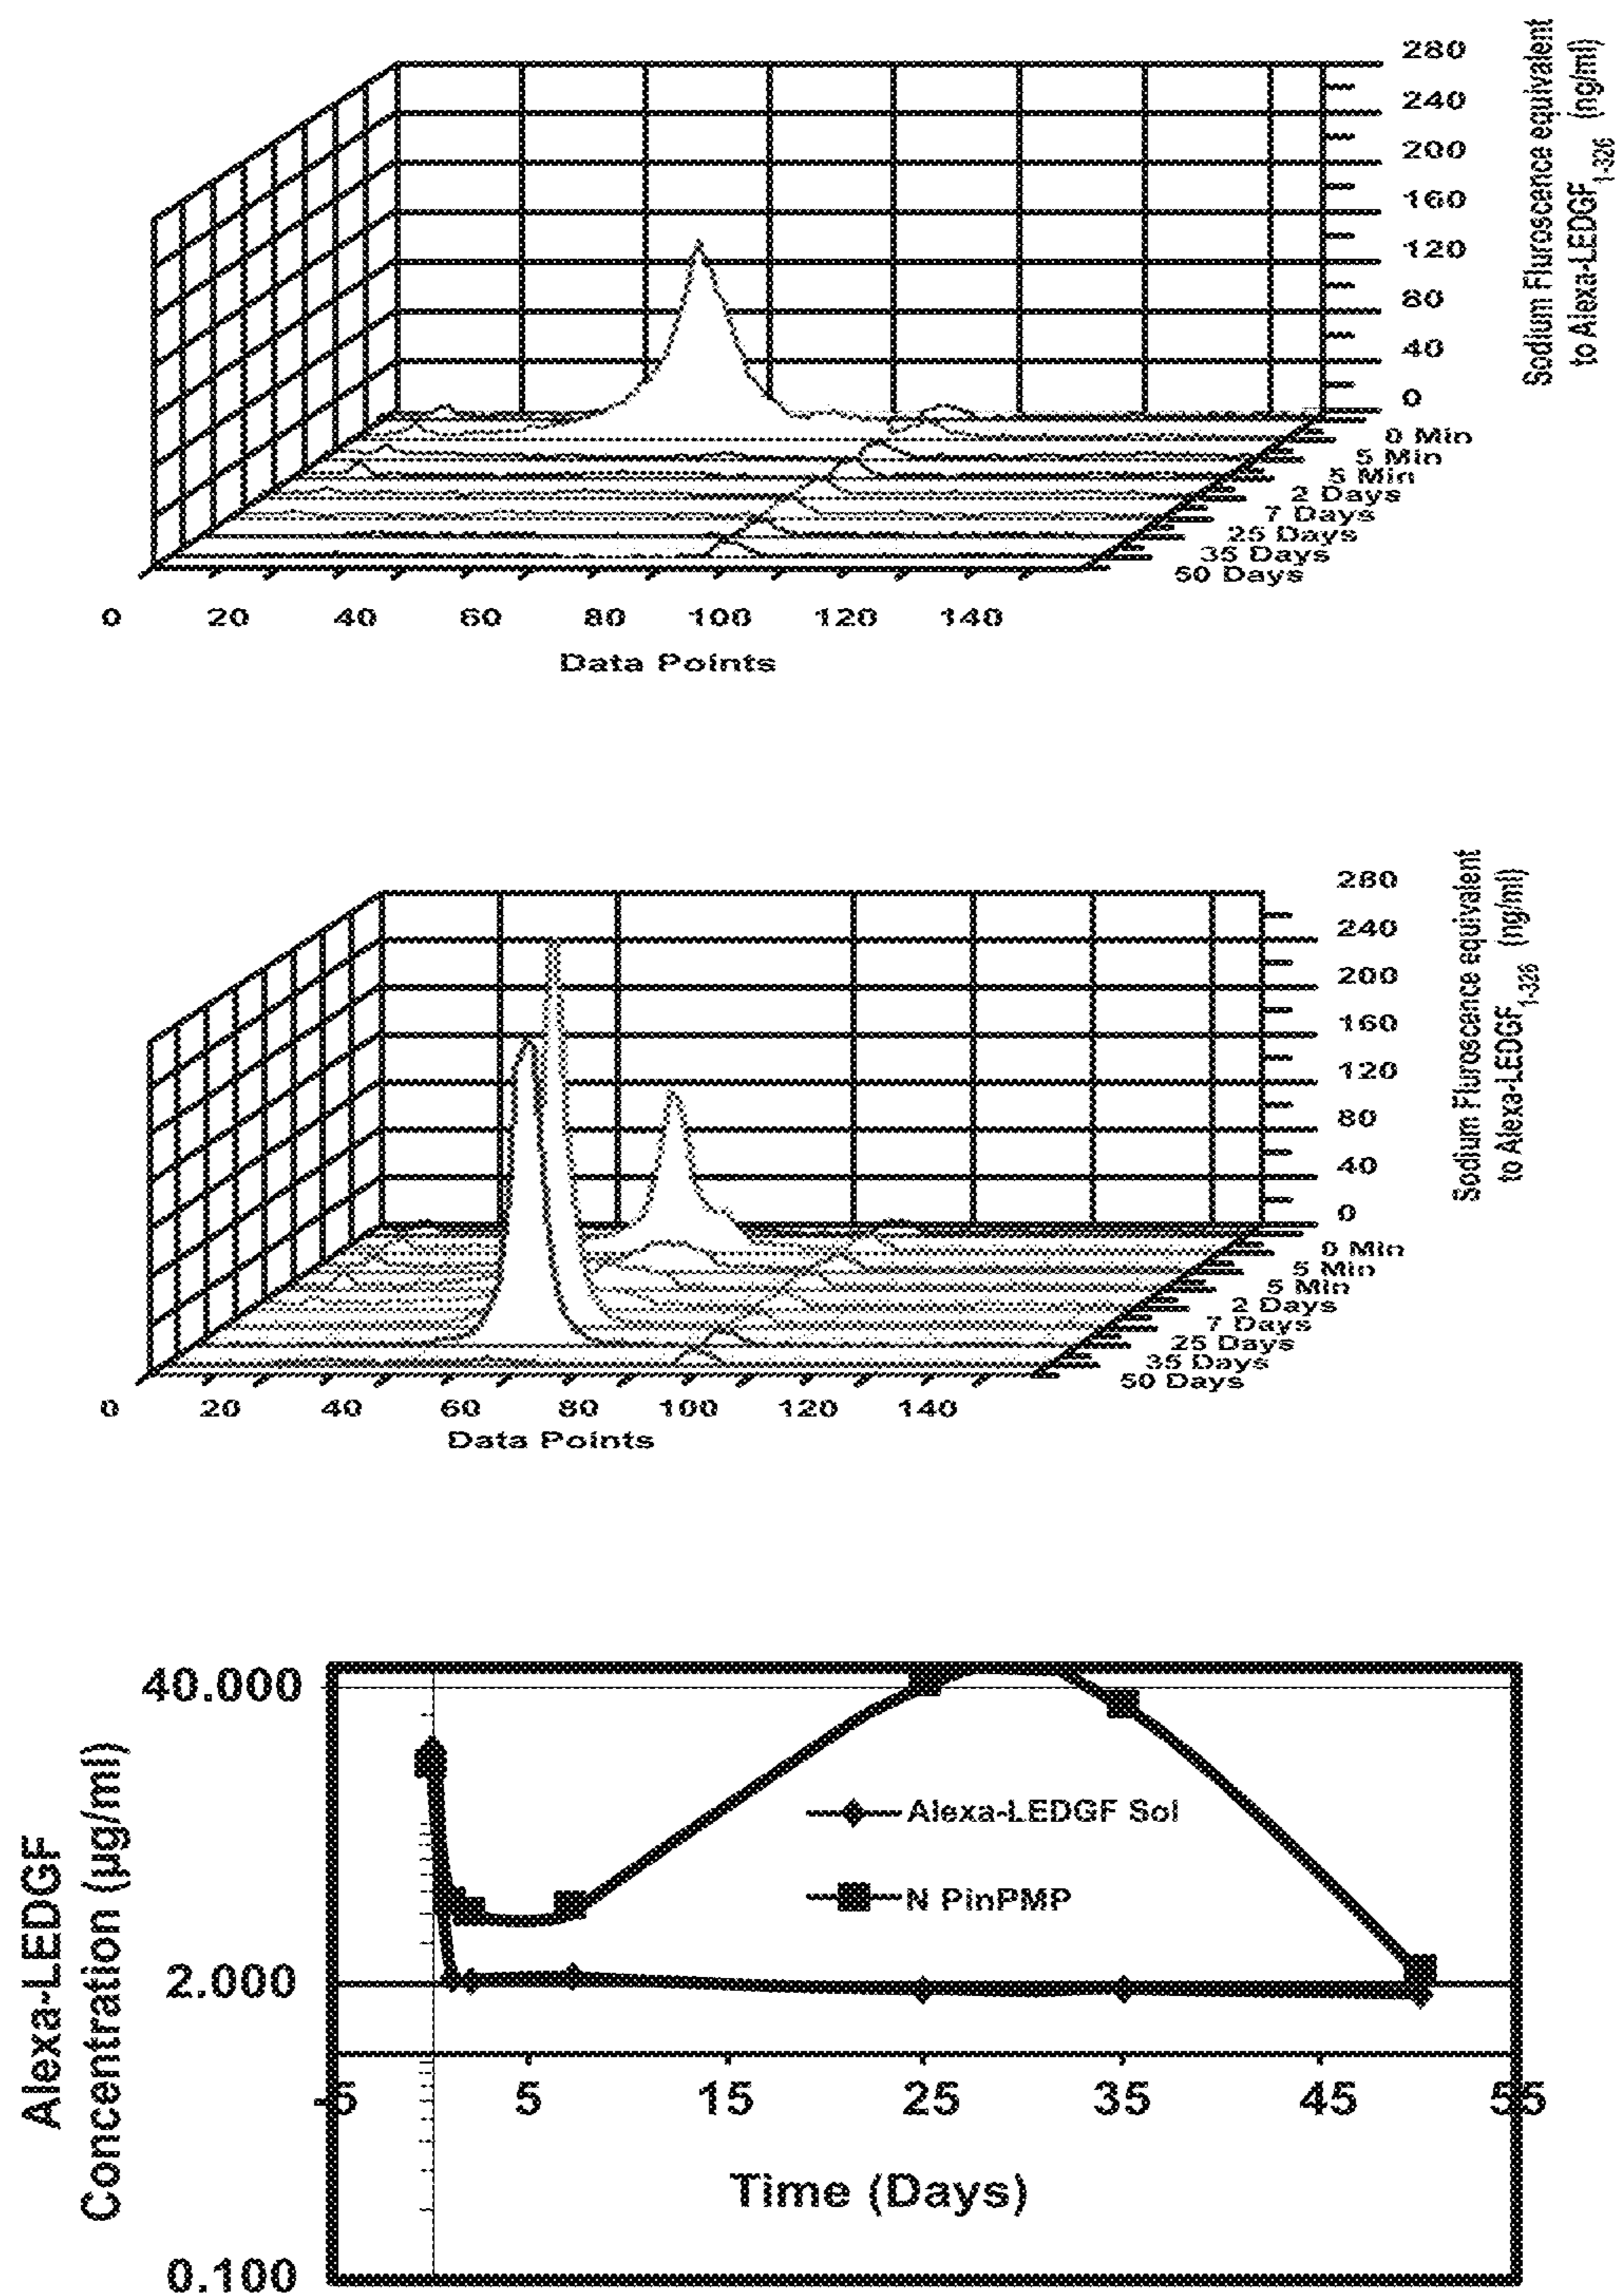 280
240
200
160
120
80
40
0
Sodium Fluroscence equivalent
to Alexa-LEDGF1-326 (ng/ml)
0 Min
5 Min
5 Min
2 Days
7 Days
25 Days
35 Days
50 Days
0 20 40 60 80 100 120 140
Data Points
280
240
200
160
120
80
40
0
Sodium Fluroscence equivalent
to Alexa-LEDGF1-326 (ng/ml)
0 Min
5 Min
5 Min
2 Days
7 Days
25 Days
35 Days
50 Days
0 20 40 60 80 100 120 140
Data Points
Alexa-LEDGF
Concentration (µg/ml)
40.000
2.000
0.100
Alexa-LEDGF Sol
N PinPMP
-5 5 15 25 35 45 55
Time (Days)